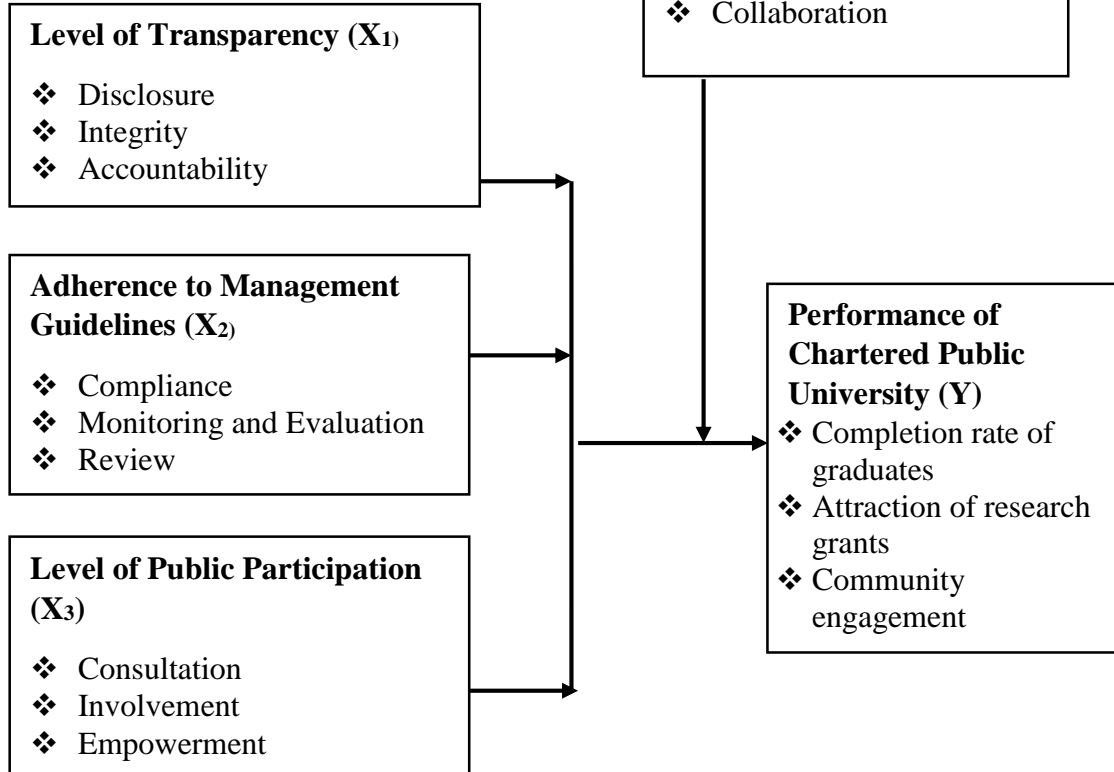 ❖ Collaboration
Level of Transparency (X1)
❖ Disclosure
❖ Integrity
❖ Accountability
Adherence to Management
Guidelines (X2)
❖ Compliance
❖ Monitoring and Evaluation
❖ Review
Level of Public Participation
(X3)
❖ Consultation
❖ Involvement
❖ Empowerment
Performance of
Chartered Public
University (Y)
❖ Completion rate of
graduates
❖ Attraction of research
grants
❖ Community
engagement